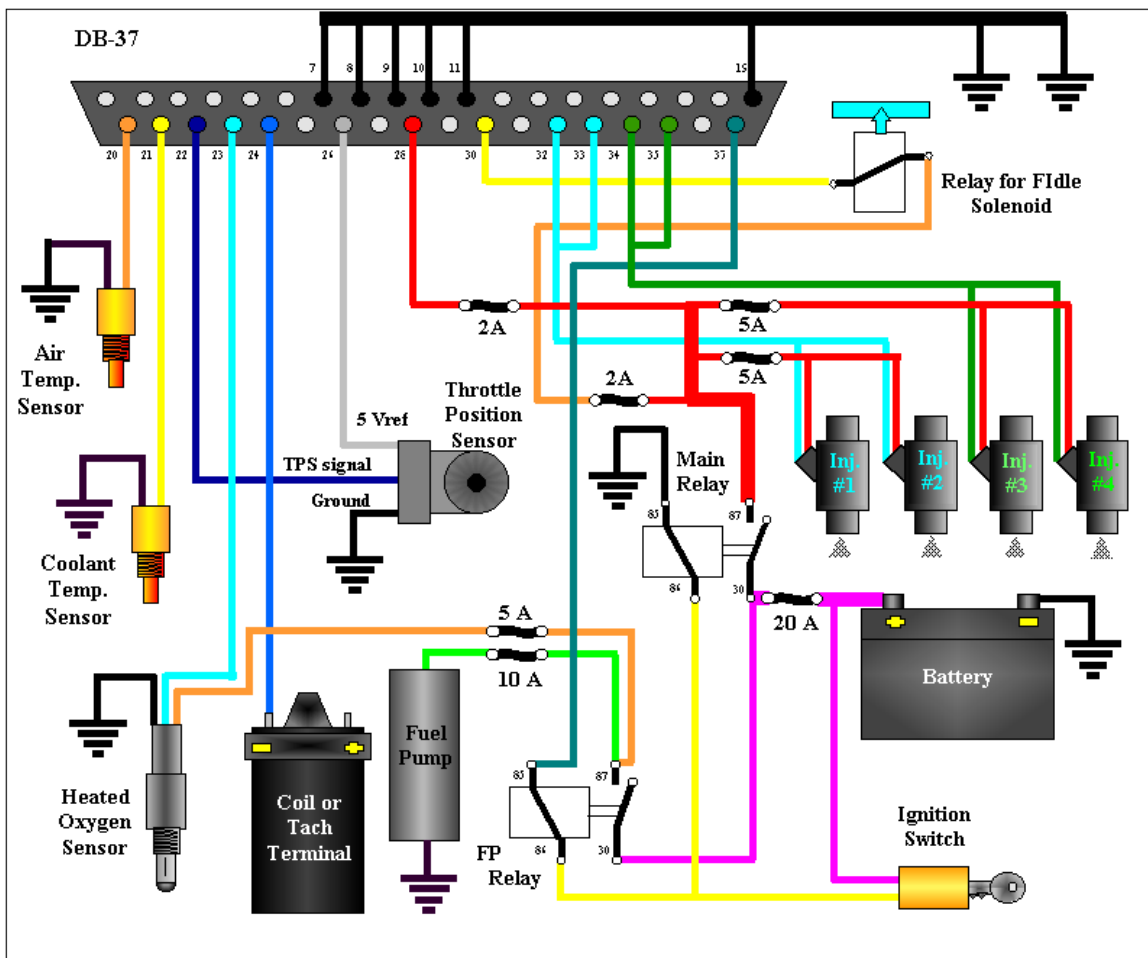 DB-37
7
8
9
10
11
15
20
21
22
23
24
26
28
30
32
33
34
35
37
Relay for FIdle
Solenoid
2A
5A
5A
2A
Air
Temp.
Sensor
5 Vref
Throttle
Position
Sensor
TPS signal
Ground
Main
Relay
Inj.
#1
Inj.
#2
Inj.
#3
Inj.
#4
85
87
86
30
Coolant
Temp.
Sensor
5 A
10 A
20 A
Battery
Fuel
Pump
Heated
Oxygen
Sensor
Coil or
Tach
Terminal
85
87
86
30
FP
Relay
Ignition
Switch